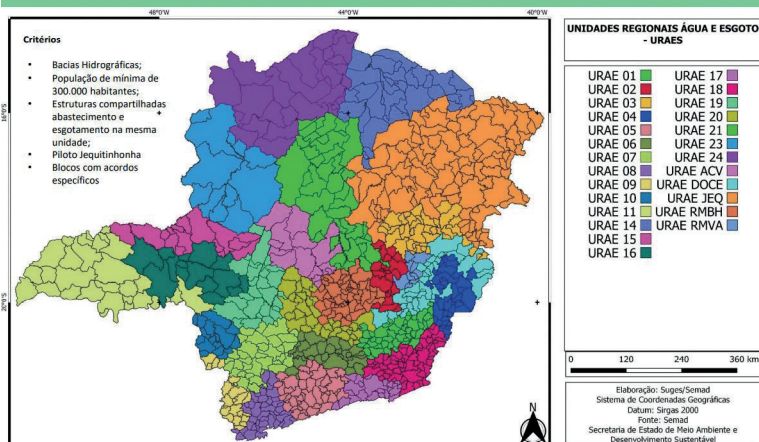 48°0'0"W
44°0'0"W
40°0'0"W
Critérios
• Bacias Hidrográficas;
• População de mínima de
300.000 habitantes;
• Estruturas compartilhadas
abastecimento e
esgotamento na mesma
unidade;
• Piloto Jequitinhonha
• Blocos com acordos
específicos
16°0'0"S
20°0'0"S
UNIDADES REGIONAIS ÁGUA E ESGOTO
- URAES
URAE 01
URAE 02
URAE 03
URAE 04
URAE 05
URAE 06
URAE 07
URAE 08
URAE 09
URAE 10
URAE 11
URAE 14
URAE 15
URAE 16
URAE 17
URAE 18
URAE 19
URAE 20
URAE 21
URAE 23
URAE 24
URAE ACV
URAE DOCE
URAE JEQ
URAE RMBH
URAE RMVA
0 120 240 360 km
N
Elaboração: Suges/Semad
Sistema de Coordenadas Geográficas
Datum: Sirgas 2000
Fonte: Semad
Secretaria de Estado de Meio Ambiente e
Desenvolvimento Sustentável